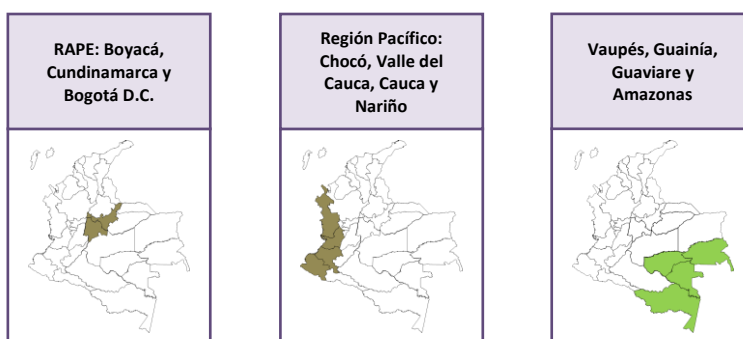 RAPE: Boyacá,
Cundinamarca y
Bogotá D.C.
Región Pacífico:
Chocó, Valle del
Cauca, Cauca y
Nariño
Vaupés, Guainía,
Guaviare y
Amazonas